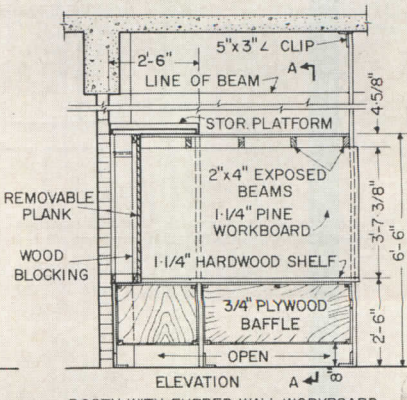 5"x3"∠ CLIP
2'-6"
A
LINE OF BEAM
STOR. PLATFORM
4-5/8"
2"x4" EXPOSED
BEAMS
REMOVABLE
PLANK
1-1/4" PINE
WORKBOARD
3'-7 3/8"
6'-6"
WOOD
BLOCKING
1-1/4" HARDWOOD SHELF
3/4" PLYWOOD
BAFFLE
2'-6"
OPEN
8"
ELEVATION
A